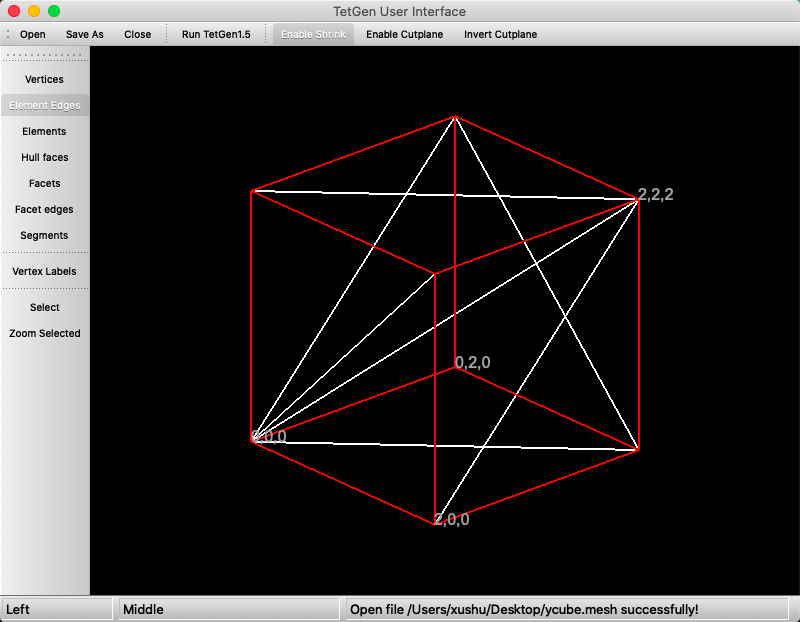 TetGen User Interface
Open Save As Close Run TetGen1.5 Enable Shrink Enable Cutplane Invert Cutplane
Vertices
Element Edges
Elements
Hull faces
Facets
Facet edges
Segments
Vertex Labels
Select
Zoom Selected
2,2,2
0,2,0
0,0,0
2,0,0
Left Middle Open file /Users/xushu/Desktop/ycube.mesh successfully!